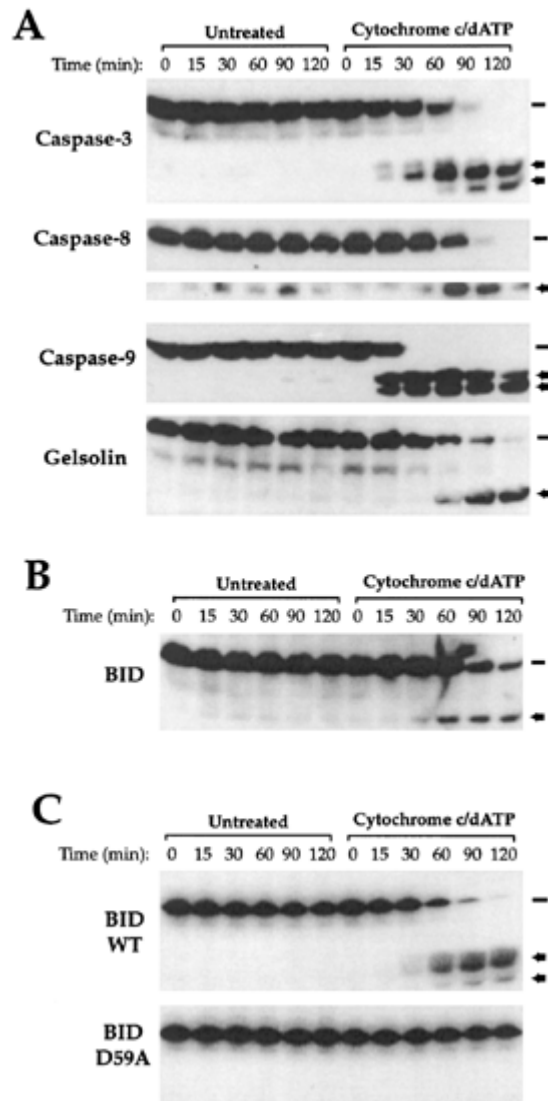 A
Untreated Cytochrome c/dATP
Time (min): 0 15 30 60 90 120 0 15 30 60 90 120
Caspase-3
Caspase-8
Caspase-9
Gelsolin
B
Untreated Cytochrome c/dATP
Time (min): 0 15 30 60 90 120 0 15 30 60 90 120
BID
C
Untreated Cytochrome c/dATP
Time (min): 0 15 30 60 90 120 0 15 30 60 90 120
BID
WT
BID
D59A